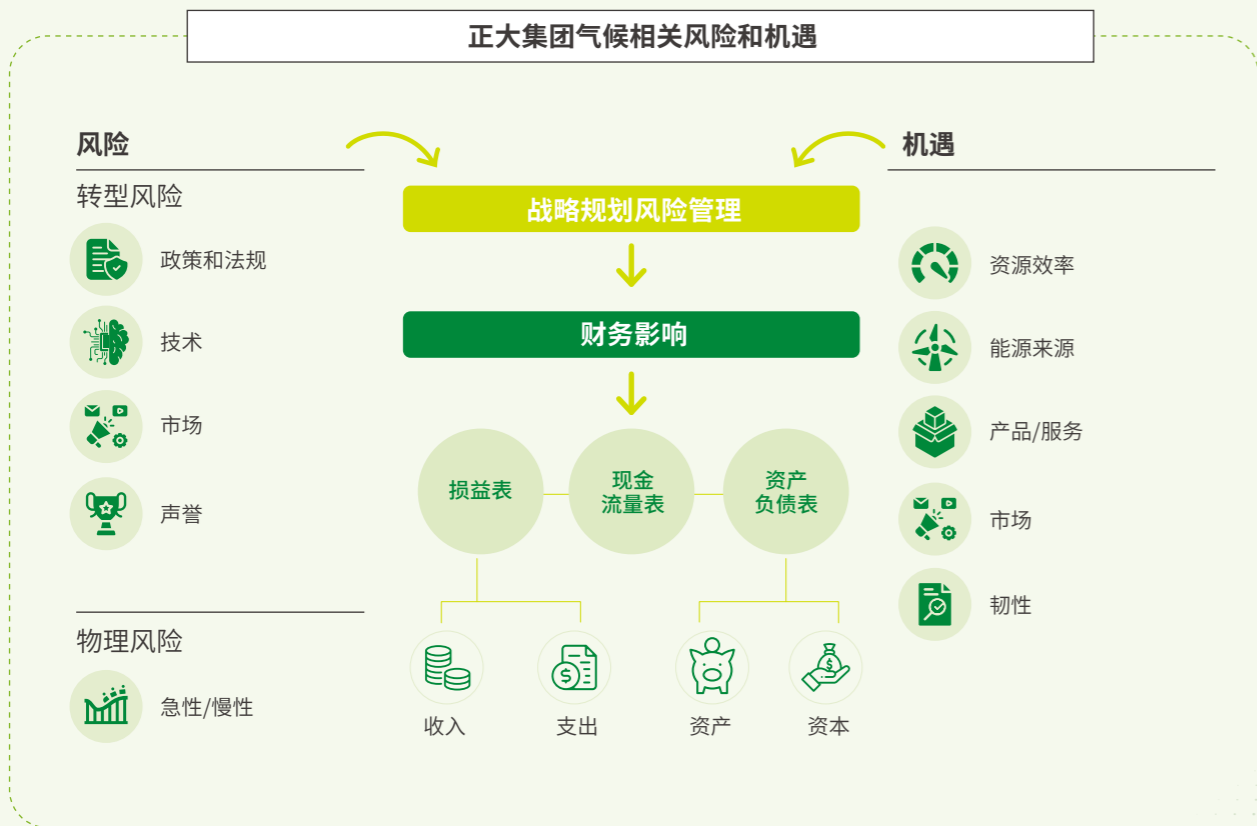 正大集团气候相关风险和机遇
风险
转型风险
政策和法规
技术
市场
声誉
物理风险
急性/慢性
战略规划风险管理
财务影响
损益表
现金
流量表
资产
负债表
收入
支出
资产
资本
机遇
资源效率
能源来源
产品/服务
市场
韧性